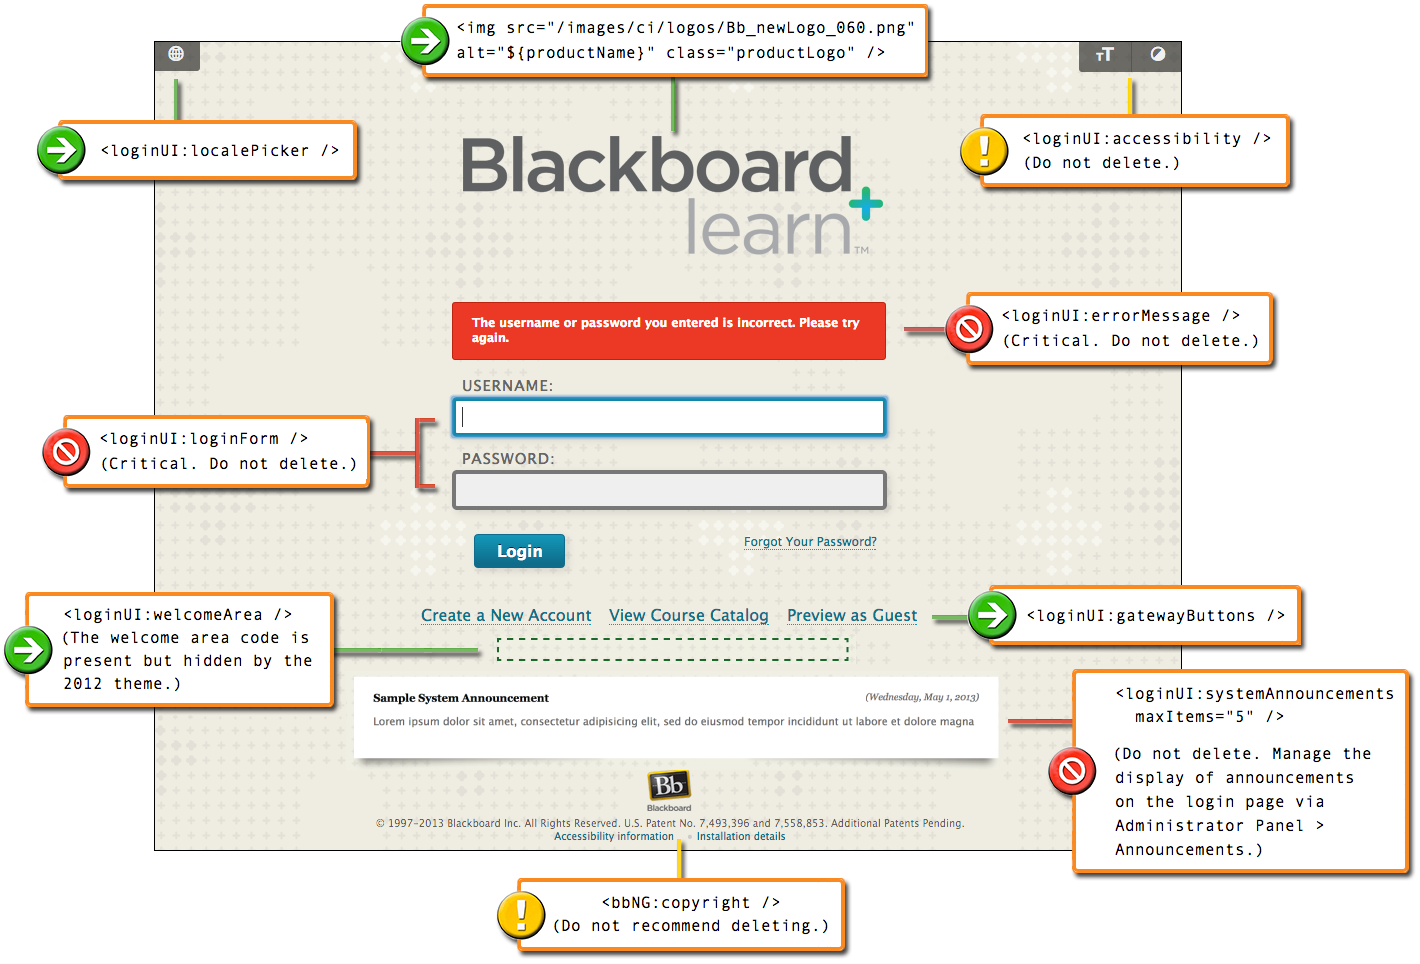 <img src="/images/ci/logos/Bb_newLogo_060.png"
alt="${productName}" class="productLogo" />
TT
<loginUI:localePicker />
<loginUI:accessibility />
(Do not delete.)
Blackboard
learn
TM
<loginUI:errorMessage />
(Critical. Do not delete.)
The username or password you entered is incorrect. Please try
again.
USERNAME:
<loginUI:loginForm />
(Critical. Do not delete.)
PASSWORD:
Login
Forgot Your Password?
<loginUI:welcomeArea />
(The welcome area code is
present but hidden by the
2012 theme.)
Create a New Account View Course Catalog Preview as Guest
<loginUI:gatewayButtons />
Sample System Announcement (Wednesday, May 1, 2013)
Lorem ipsum dolor sit amet, consectetur adipisicing elit, sed do eiusmod tempor incididunt ut labore et dolore magna
<loginUI:systemAnnouncements
maxItems="5" />
(Do not delete. Manage the
display of announcements
on the login page via
Administrator Panel >
Announcements.)
Bb
Blackboard
© 1997-2013 Blackboard Inc. All Rights Reserved. U.S. Patent No. 7,493,396 and 7,558,853. Additional Patents Pending.
Accessibility information Installation details
<bbNG:copyright />
(Do not recommend deleting.)